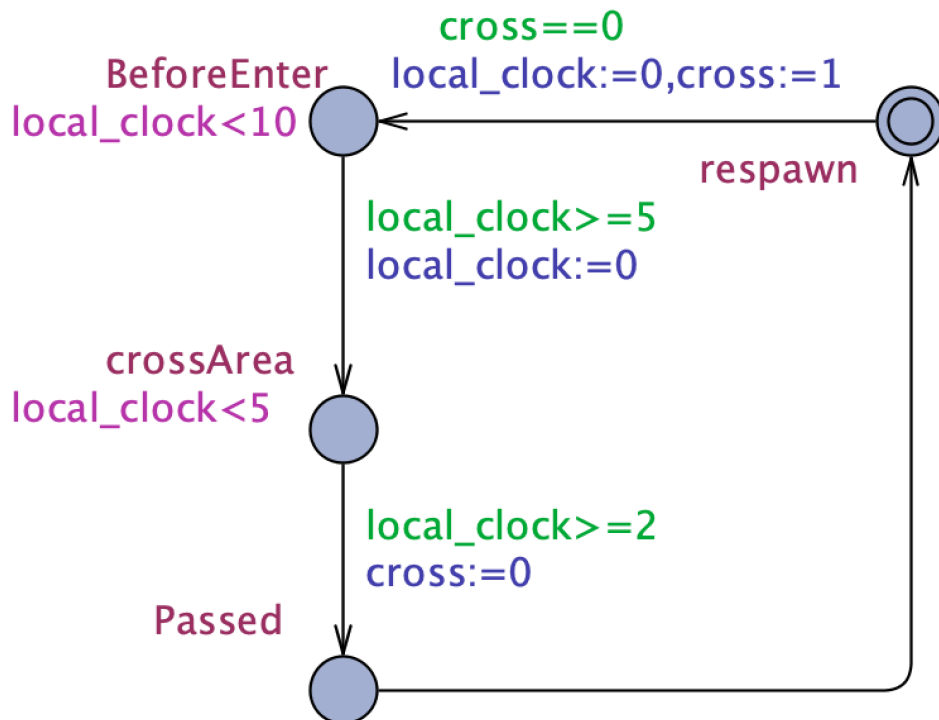 cross==0
BeforeEnter
local_clock:=0,cross:=1
local_clock<10
respawn
local_clock>=5
local_clock:=0
crossArea
local_clock<5
local_clock>=2
cross:=0
Passed